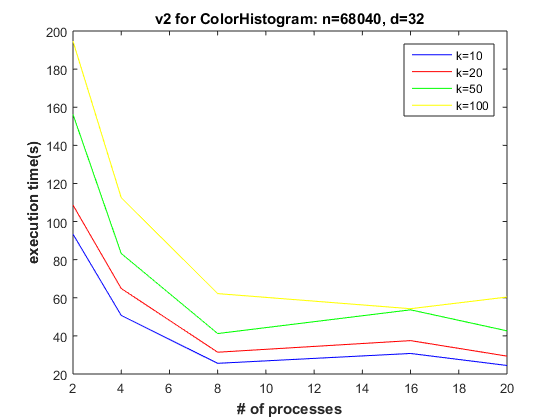 v2 for ColorHistogram: n=68040, d=32
200
180
160
140
120
100
80
60
40
20
execution time(s)
k=10
k=20
k=50
k=100
2 4 6 8 10 12 14 16 18 20
# of processes